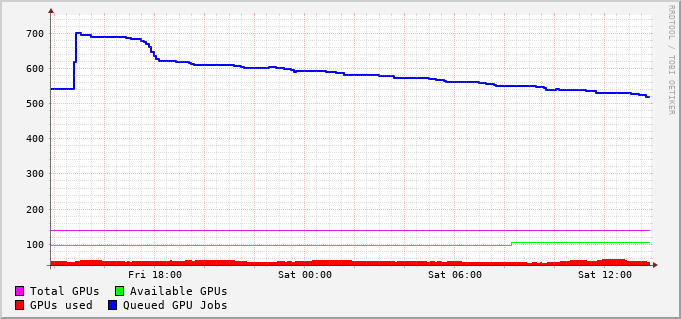 RRDTOOL / TOBI OETIKER
700
600
500
400
300
200
100
Fri 18:00 Sat 00:00 Sat 06:00 Sat 12:00
Total GPUs Available GPUs
GPUs used Queued GPU Jobs